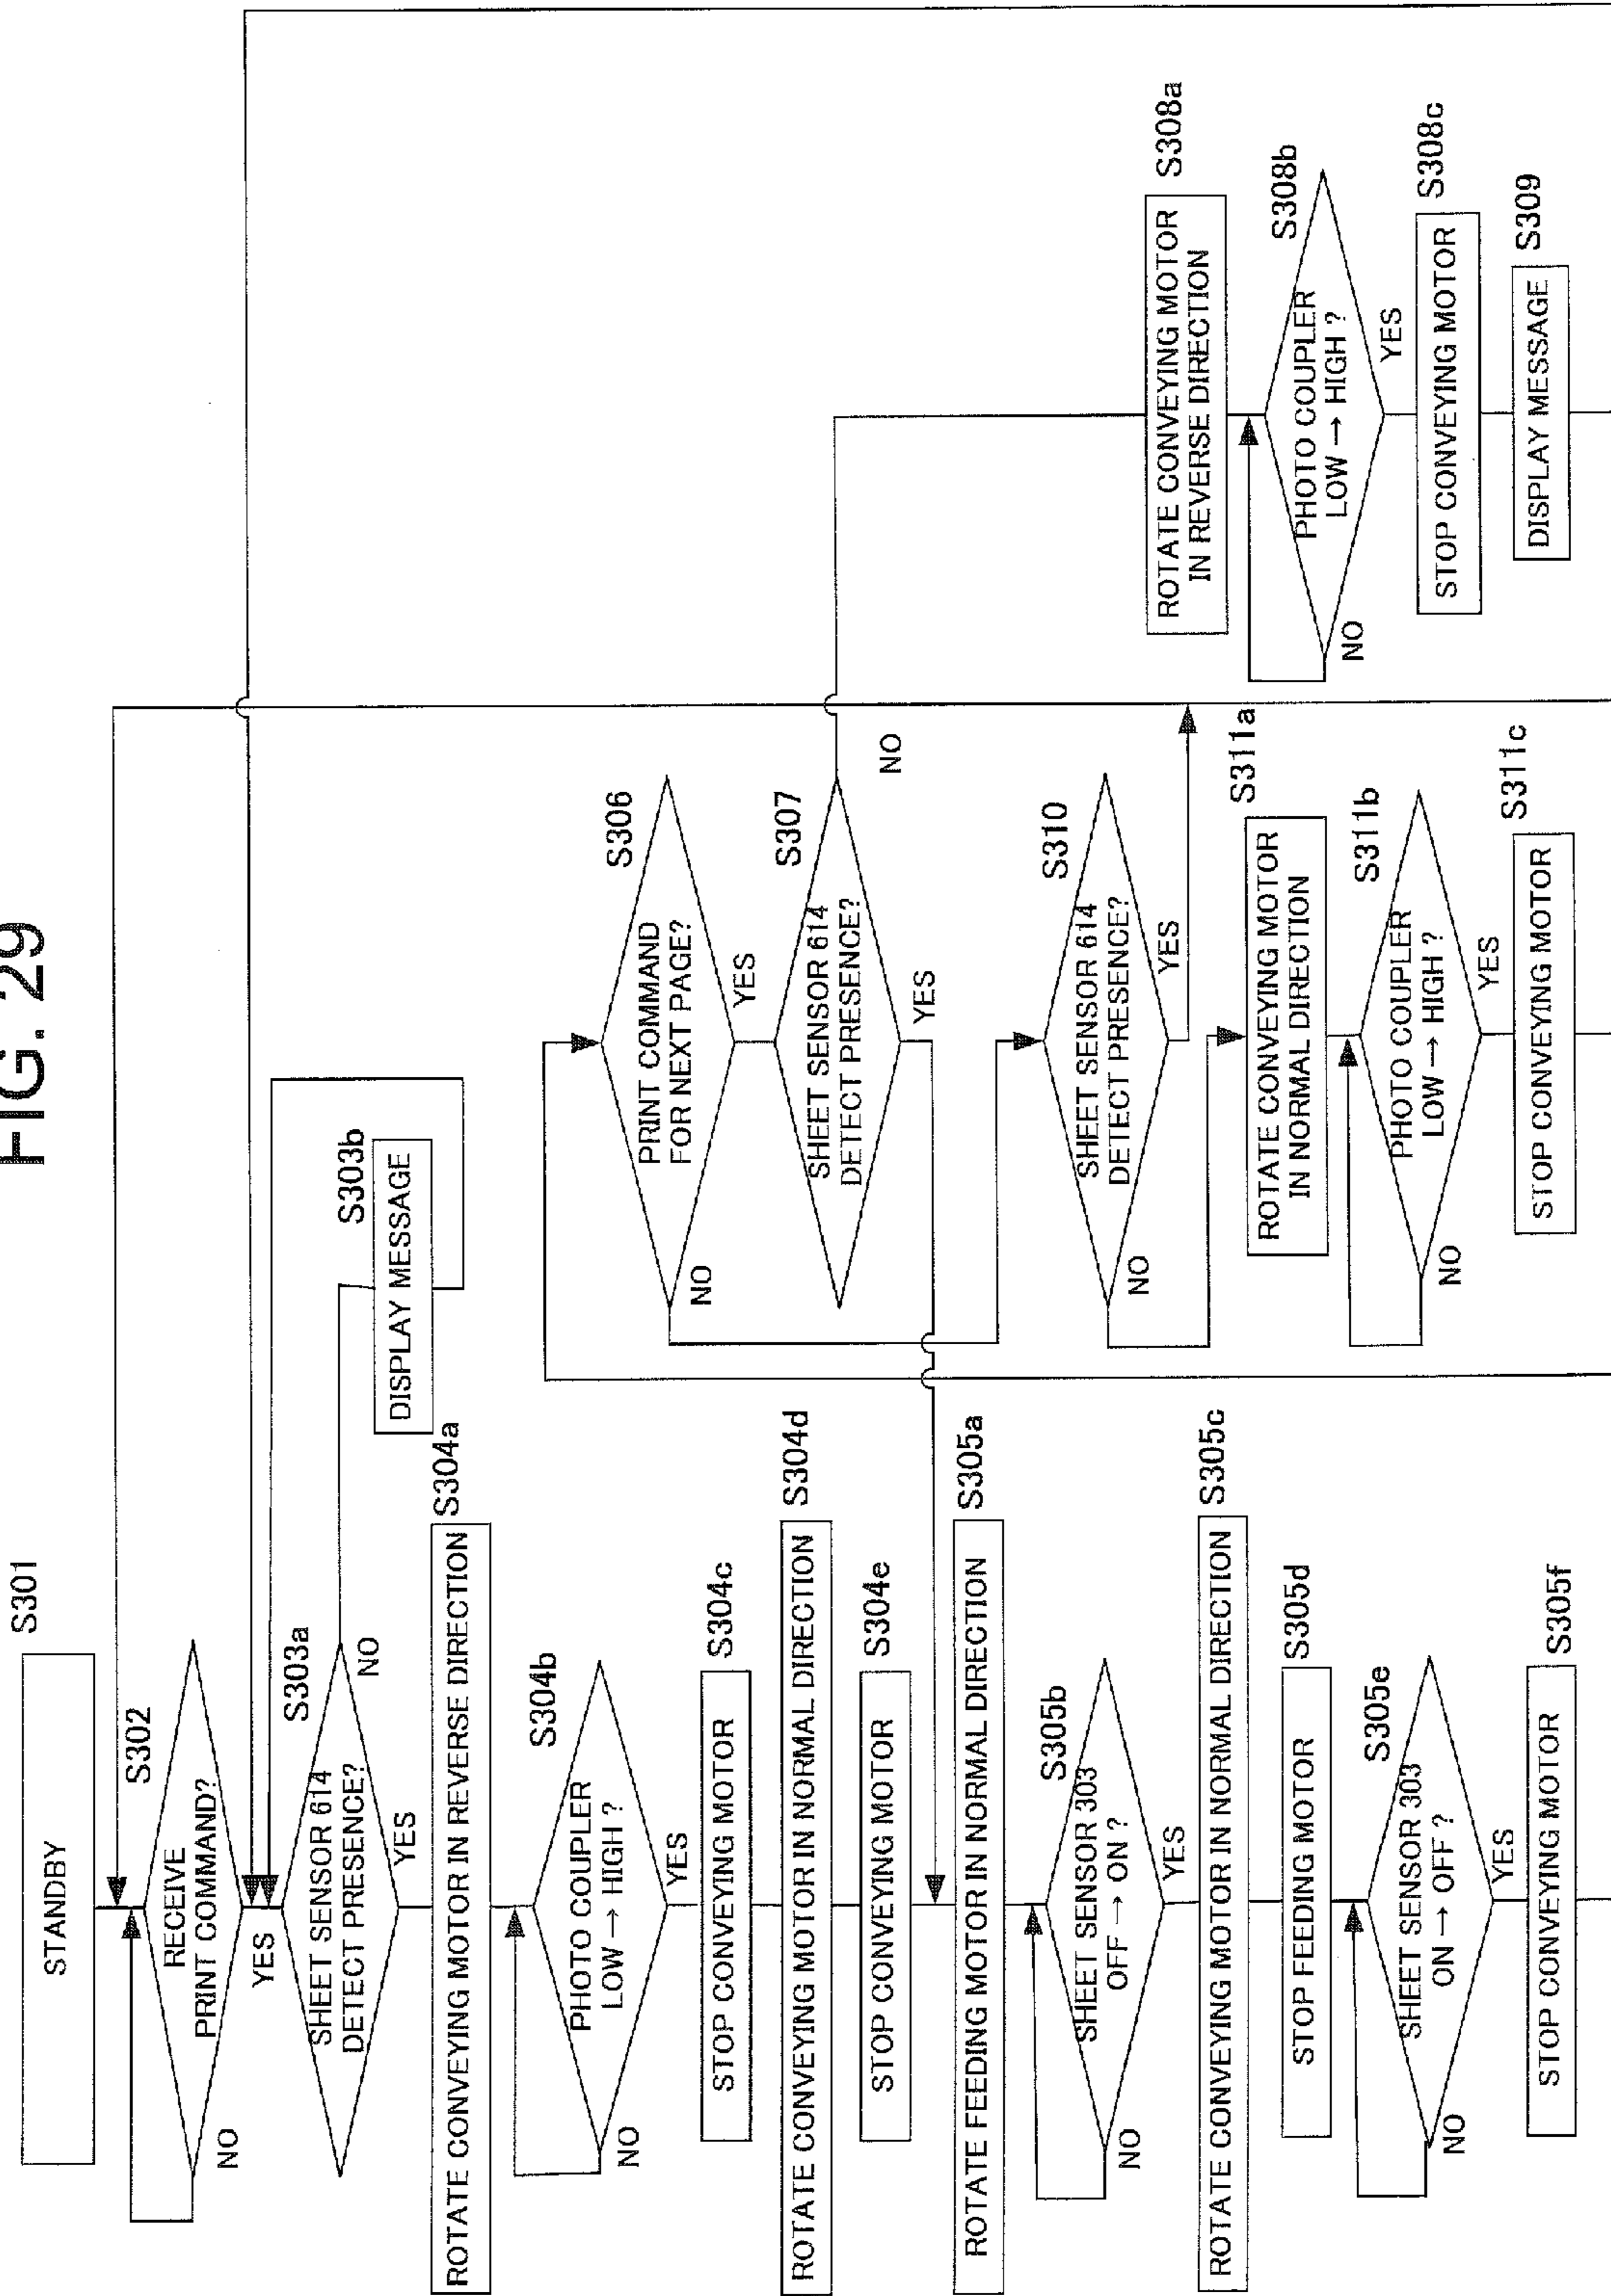 FIG. 29
STANDBY
S301
S302
RECEIVE
PRINT COMMAND?
NO
YES
S303a
SHEET SENSOR 614
DETECT PRESENCE?
NO
YES
S303b
DISPLAY MESSAGE
ROTATE CONVEYING MOTOR IN REVERSE DIRECTION
S304a
S304b
PHOTO COUPLER
LOW → HIGH ?
NO
YES
STOP CONVEYING MOTOR
S304c
ROTATE CONVEYING MOTOR IN NORMAL DIRECTION
S304d
STOP CONVEYING MOTOR
S304e
ROTATE FEEDING MOTOR IN NORMAL DIRECTION
S305a
S305b
SHEET SENSOR 303
OFF → ON ?
NO
YES
ROTATE CONVEYING MOTOR IN NORMAL DIRECTION
S305c
STOP FEEDING MOTOR
S305d
S305e
SHEET SENSOR 303
ON → OFF ?
NO
YES
STOP CONVEYING MOTOR
S305f
S306
PRINT COMMAND
FOR NEXT PAGE?
NO
YES
S307
SHEET SENSOR 614
DETECT PRESENCE?
NO
YES
S310
SHEET SENSOR 614
DETECT PRESENCE?
NO
YES
S311a
ROTATE CONVEYING MOTOR
IN NORMAL DIRECTION
S311b
PHOTO COUPLER
LOW → HIGH ?
NO
YES
STOP CONVEYING MOTOR
S311c
ROTATE CONVEYING MOTOR
IN REVERSE DIRECTION
S308a
S308b
PHOTO COUPLER
LOW → HIGH ?
NO
YES
STOP CONVEYING MOTOR
S308c
DISPLAY MESSAGE
S309